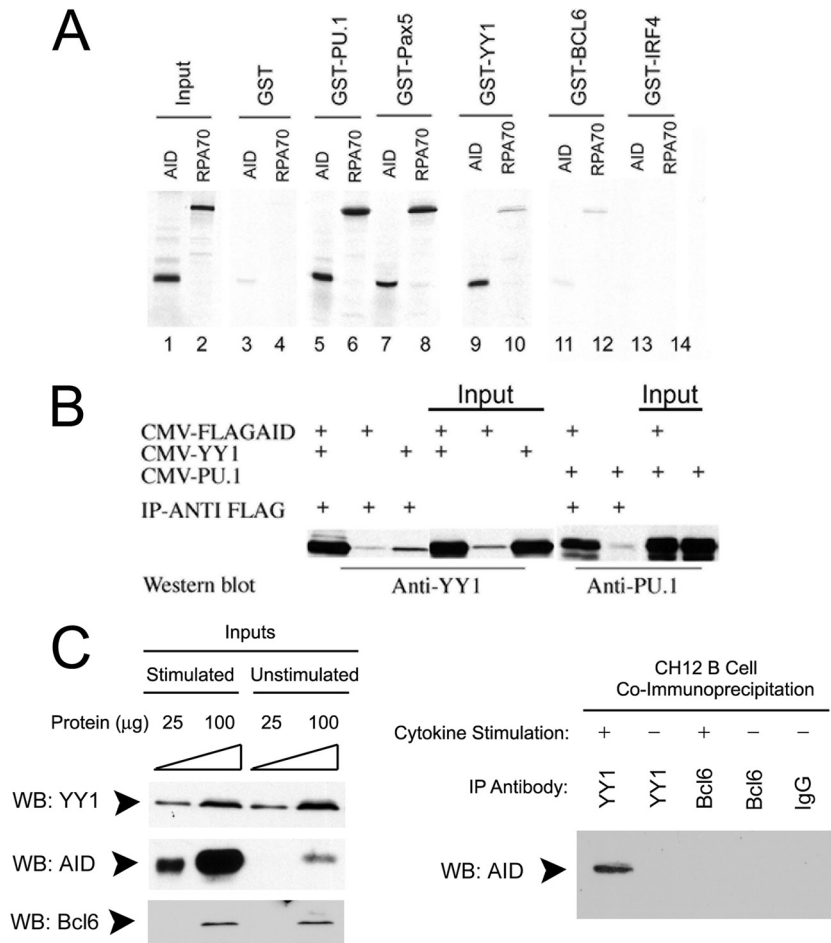 A
Input GST GST-PU.1 GST-Pax5 GST-YY1 GST-BCL6 GST-IRF4
AID RPA70 AID RPA70 AID RPA70 AID RPA70 AID RPA70 AID RPA70 AID RPA70
1 2 3 4 5 6 7 8 9 10 11 12 13 14
B
Input Input
CMV-FLAGAID + + + + + +
CMV-YY1 + + + +
CMV-PU.1 + + + +
IP-ANTI FLAG + + + + +
Western blot Anti-YY1 Anti-PU.1
C
Inputs
Stimulated Unstimulated
Protein (µg) 25 100 25 100
WB: YY1
WB: AID
WB: Bcl6
CH12 B Cell
Co-Immunoprecipitation
Cytokine Stimulation: + − + − −
IP Antibody: YY1 YY1 Bcl6 Bcl6 IgG
WB: AID